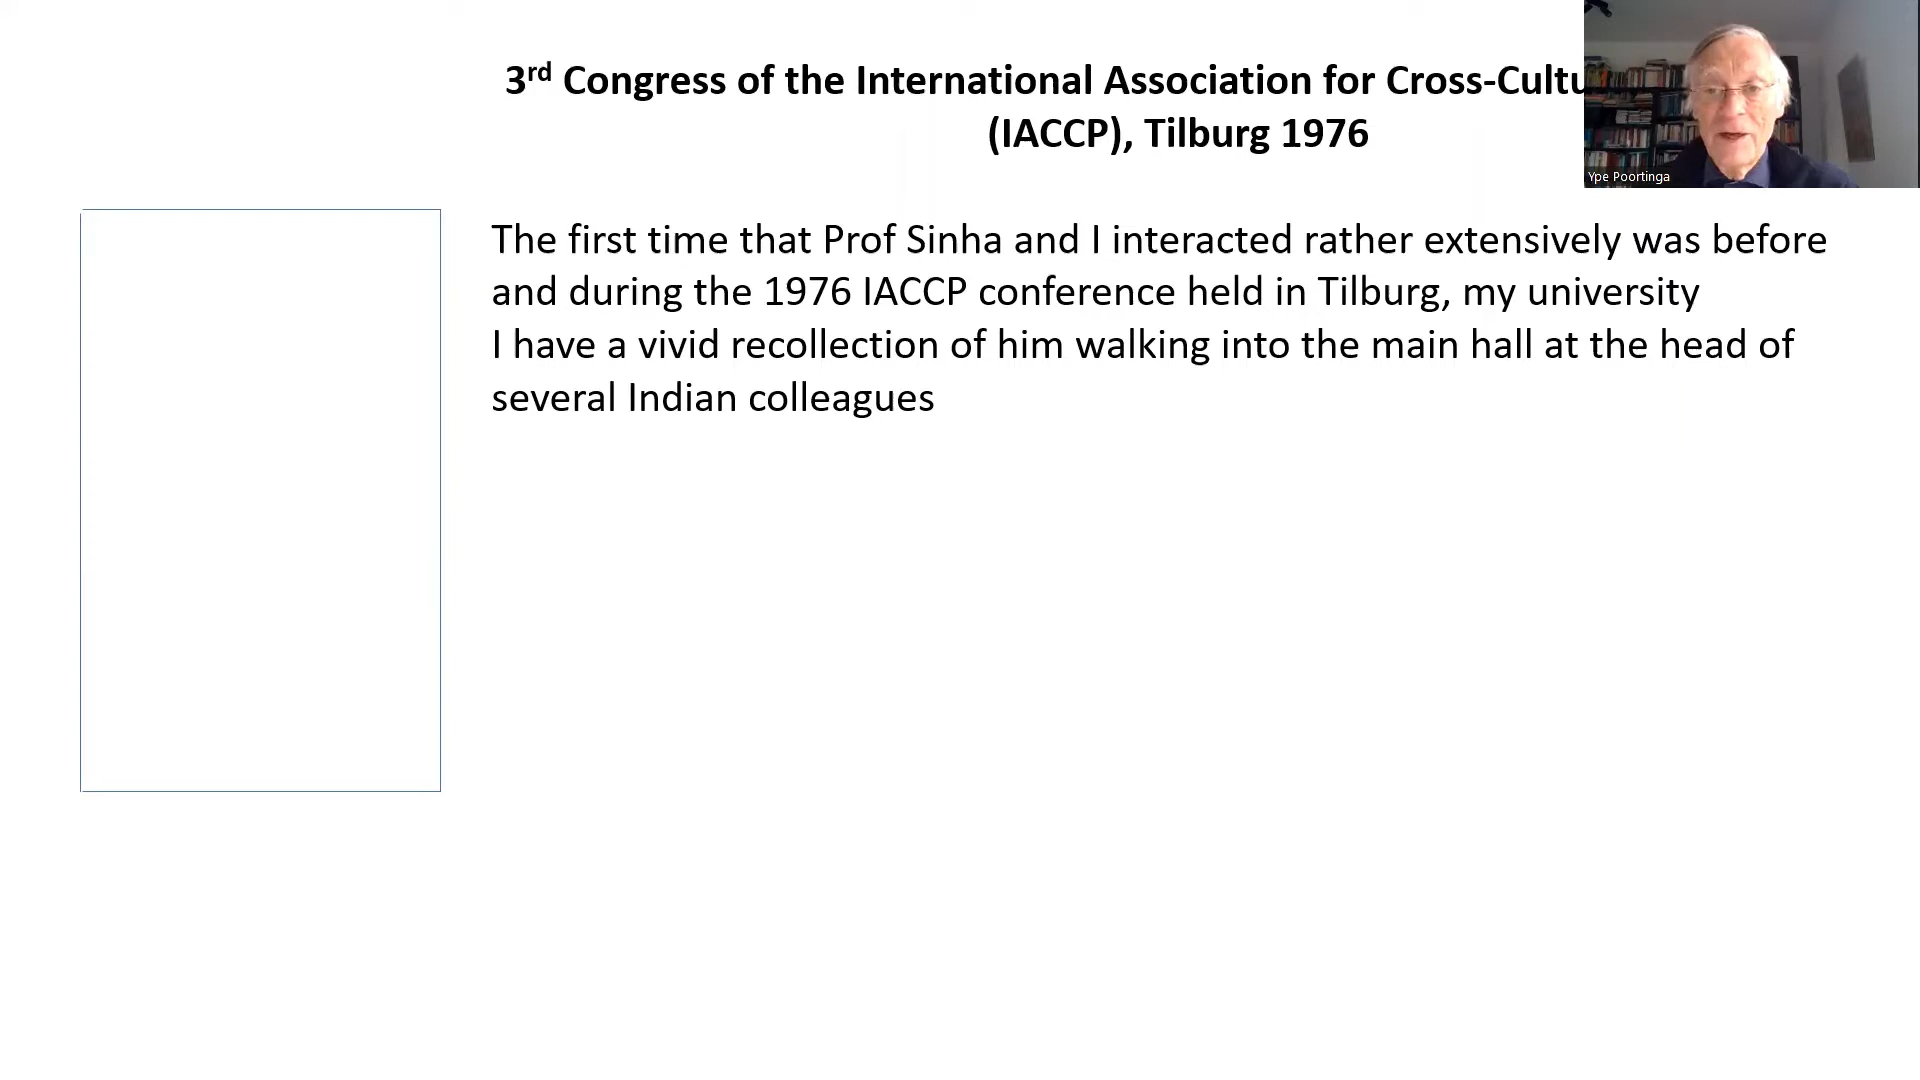 3rd Congress of the International Association for Cross-Cultu
(IACCP), Tilburg 1976
Ype Poortinga
The first time that Prof Sinha and I interacted rather extensively was before
and during the 1976 IACCP conference held in Tilburg, my university
I have a vivid recollection of him walking into the main hall at the head of
several Indian colleagues